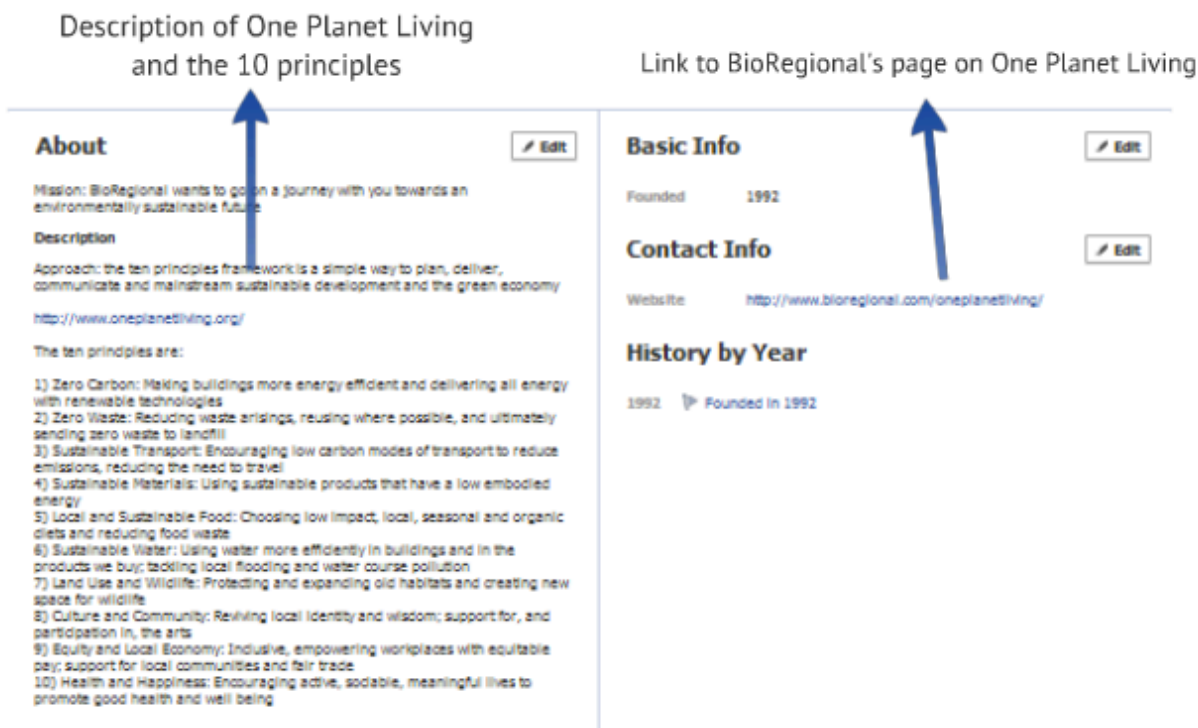 Description of One Planet Living
and the 10 principles
Link to BioRegional's page on One Planet Living
About
Edit
Mission: BioRegional wants to go on a journey with you towards an
environmentally sustainable future
Description
Approach: the ten principles framework is a simple way to plan, deliver,
communicate and mainstream sustainable development and the green economy
http://www.oneplanetliving.org/
The ten principles are:
1) Zero Carbon: Making buildings more energy efficient and delivering all energy
with renewable technologies
2) Zero Waste: Reducing waste arisings, reusing where possible, and ultimately
sending zero waste to landfill
3) Sustainable Transport: Encouraging low carbon modes of transport to reduce
emissions, reducing the need to travel
4) Sustainable Materials: Using sustainable products that have a low embodied
energy
5) Local and Sustainable Food: Choosing low impact, local, seasonal and organic
diets and reducing food waste
6) Sustainable Water: Using water more efficiently in buildings and in the
products we buy; tackling local flooding and water course pollution
7) Land Use and Wildlife: Protecting and expanding old habitats and creating new
space for wildlife
8) Culture and Community: Reviving local identity and wisdom; support for, and
participation in, the arts
9) Equity and Local Economy: Inclusive, empowering workplaces with equitable
pay; support for local communities and fair trade
10) Health and Happiness: Encouraging active, sociable, meaningful lives to
promote good health and well being
Basic Info
Edit
Founded 1992
Contact Info
Edit
Website http://www.bioregional.com/oneplanetliving/
History by Year
1992 Founded in 1992